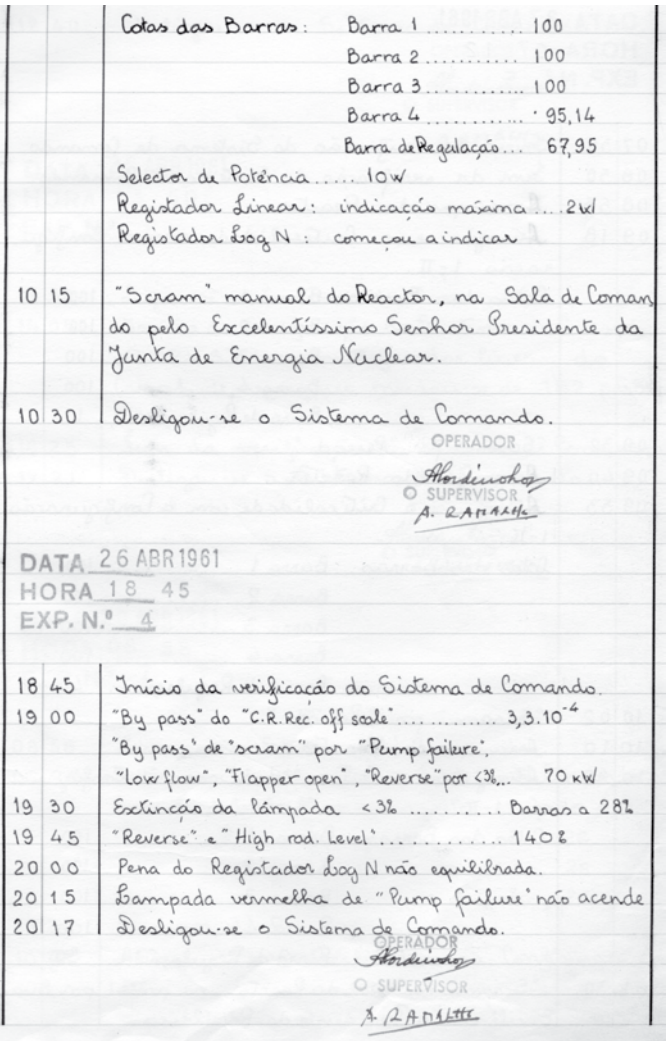 Cotas das Barras: Barra 1 ........... 100
Barra 2 ........... 100
Barra 3 ........... 100
Barra 4 ........... 95,14
Barra de Regulação... 67,95
Selector de Potência ..... 10 W
Registador Linear: indicação máxima ... 2W
Registador Log N : começou a indicar
10 15 "Scram" manual do Reactor, na Sala de Coman
do pelo Excelentíssimo Senhor Presidente da
Junta de Energia Nuclear.
10 30 Desligou-se o Sistema de Comando.
OPERADOR
O SUPERVISOR
A. RAMALHO
DATA 26 ABR 1961
HORA 18 45
EXP. N.º 4
18 45 Início da verificação do Sistema de Comando.
19 00 "By pass" do "C.R.Rec. off scale" ............ 3,3.10⁻⁴
"By pass" de "scram" por "Pump failure",
"Low flow", "Flapper open", "Reverse" por <3%... 70 kW
19 30 Extinção da lâmpada <3% .......... Barras a 28%
19 45 "Reverse" e "High rad. Level" ............ 140%
20 00 Pena do Registador Log N não equilibrada.
20 15 Lampada vermelha de "Pump failure" não acende
20 17 Desligou-se o Sistema de Comando.
OPERADOR
O SUPERVISOR
A. RAMALHO